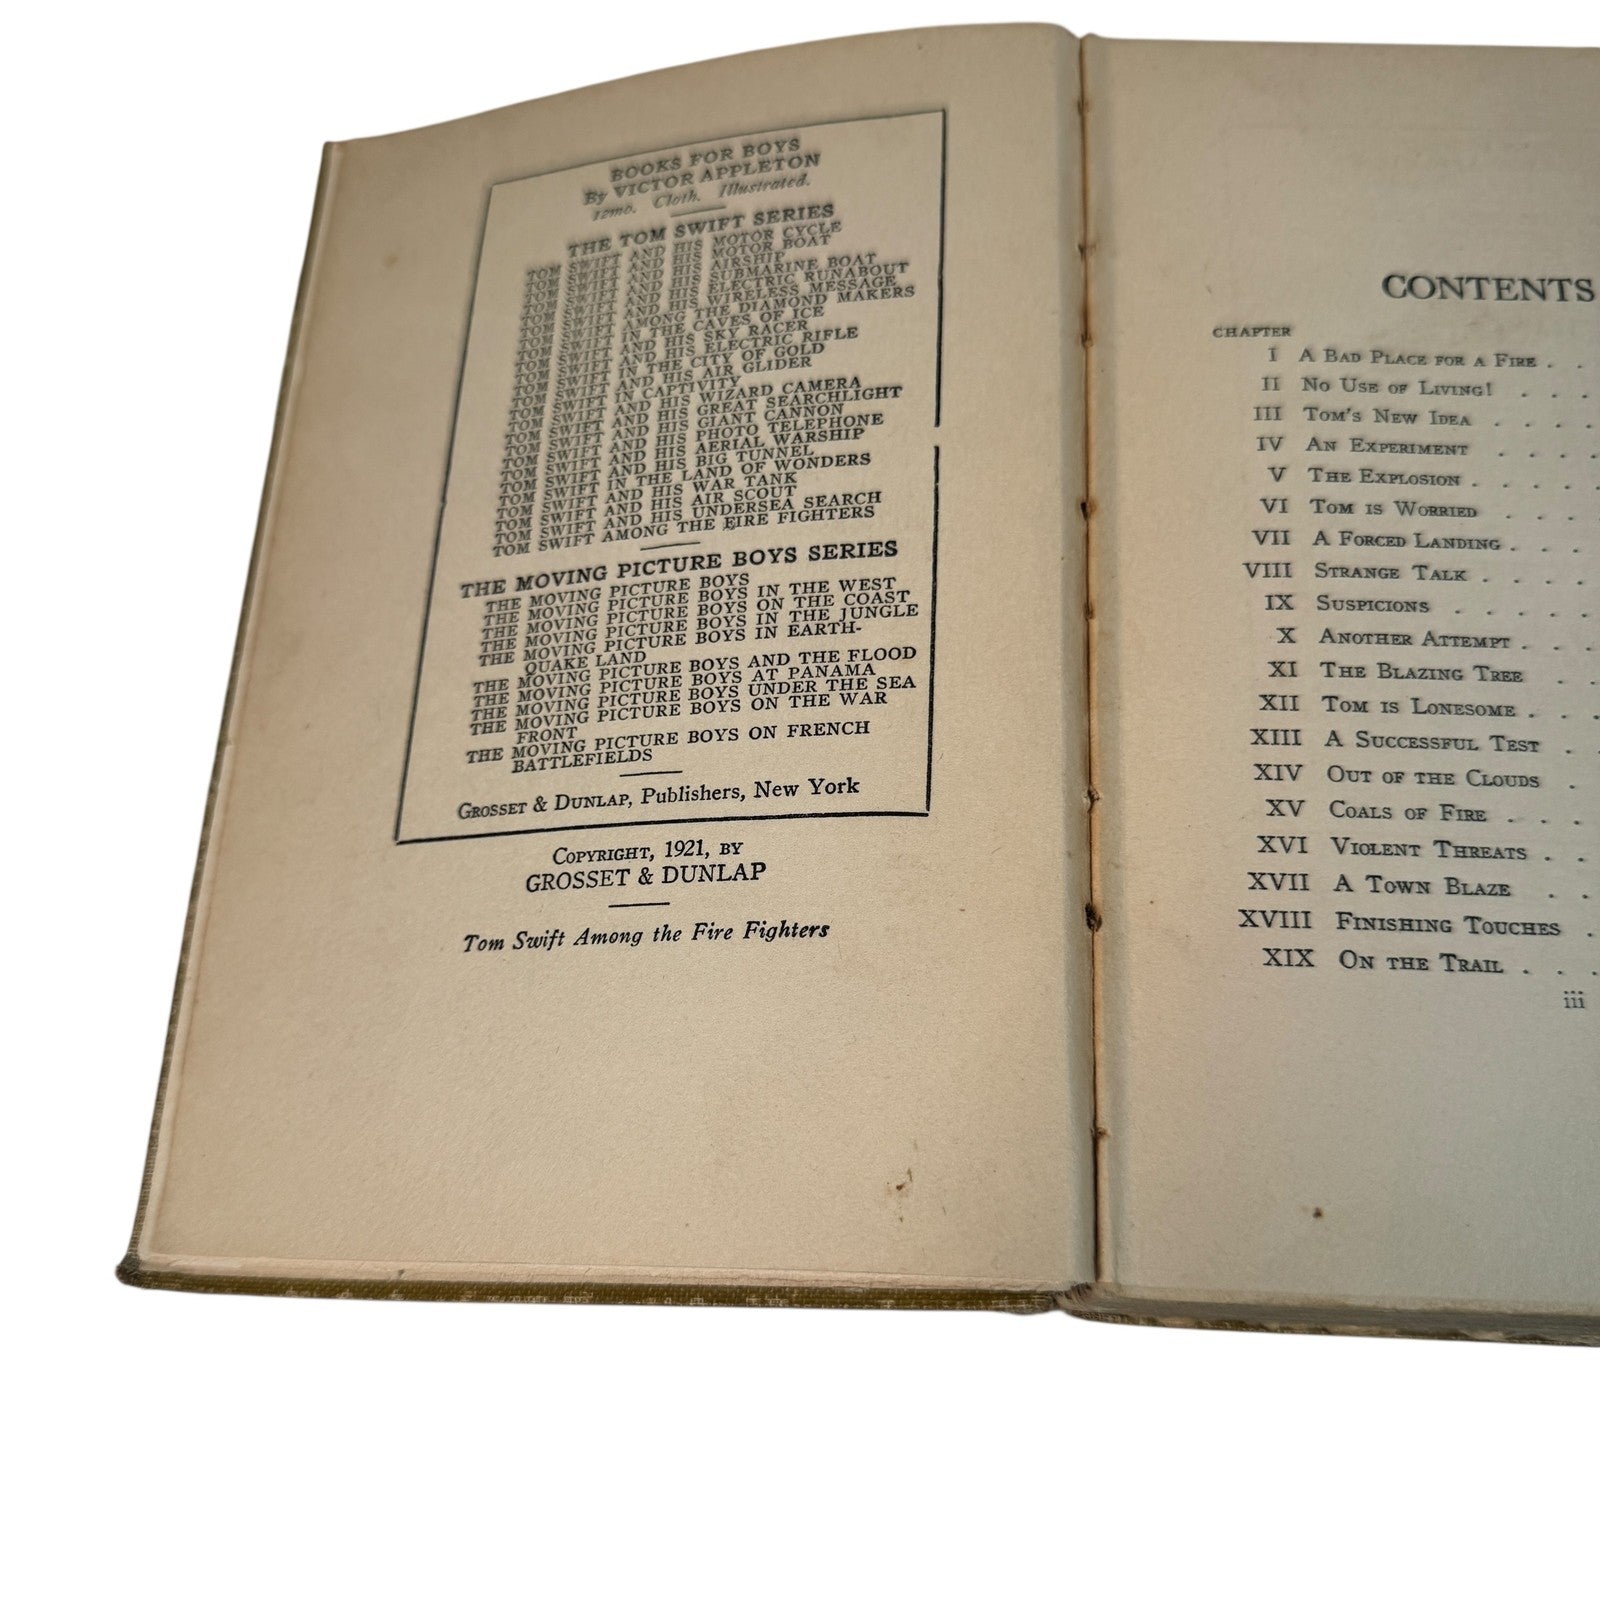 BOOKS FOR BOYS
By VICTOR APPLETON
12mo. Cloth. Illustrated.
THE TOM SWIFT SERIES
TOM SWIFT AND HIS MOTOR CYCLE
TOM SWIFT AND HIS MOTOR BOAT
TOM SWIFT AND HIS AIRSHIP
TOM SWIFT AND HIS SUBMARINE BOAT
TOM SWIFT AND HIS ELECTRIC RUNABOUT
TOM SWIFT AND HIS WIRELESS MESSAGE
TOM SWIFT AMONG THE DIAMOND MAKERS
TOM SWIFT IN THE CAVES OF ICE
TOM SWIFT AND HIS SKY RACER
TOM SWIFT AND HIS ELECTRIC RIFLE
TOM SWIFT IN THE CITY OF GOLD
TOM SWIFT AND HIS AIR GLIDER
TOM SWIFT IN CAPTIVITY
TOM SWIFT AND HIS WIZARD CAMERA
TOM SWIFT AND HIS GREAT SEARCHLIGHT
TOM SWIFT AND HIS GIANT CANNON
TOM SWIFT AND HIS PHOTO TELEPHONE
TOM SWIFT AND HIS AERIAL WARSHIP
TOM SWIFT AND HIS BIG TUNNEL
TOM SWIFT IN THE LAND OF WONDERS
TOM SWIFT AND HIS WAR TANK
TOM SWIFT AND HIS AIR SCOUT
TOM SWIFT AND HIS UNDERSEA SEARCH
TOM SWIFT AMONG THE FIRE FIGHTERS
THE MOVING PICTURE BOYS SERIES
THE MOVING PICTURE BOYS
THE MOVING PICTURE BOYS IN THE WEST
THE MOVING PICTURE BOYS ON THE COAST
THE MOVING PICTURE BOYS IN THE JUNGLE
THE MOVING PICTURE BOYS IN EARTH-
QUAKE LAND
THE MOVING PICTURE BOYS AND THE FLOOD
THE MOVING PICTURE BOYS AT PANAMA
THE MOVING PICTURE BOYS UNDER THE SEA
THE MOVING PICTURE BOYS ON THE WAR
FRONT
THE MOVING PICTURE BOYS ON FRENCH
BATTLEFIELDS
GROSSET & DUNLAP, Publishers, New York
COPYRIGHT, 1921, BY
GROSSET & DUNLAP
Tom Swift Among the Fire Fighters
CONTENTS
CHAPTER
I A BAD PLACE FOR A FIRE . .
II NO USE OF LIVING! . . .
III TOM'S NEW IDEA . . . .
IV AN EXPERIMENT . . . .
V THE EXPLOSION . . . . .
VI TOM IS WORRIED . . . .
VII A FORCED LANDING . . .
VIII STRANGE TALK . . . .
IX SUSPICIONS . . . . .
X ANOTHER ATTEMPT . . .
XI THE BLAZING TREE . .
XII TOM IS LONESOME . . .
XIII A SUCCESSFUL TEST . .
XIV OUT OF THE CLOUDS .
XV COALS OF FIRE . . .
XVI VIOLENT THREATS . .
XVII A TOWN BLAZE . .
XVIII FINISHING TOUCHES .
XIX ON THE TRAIL . . .
iii